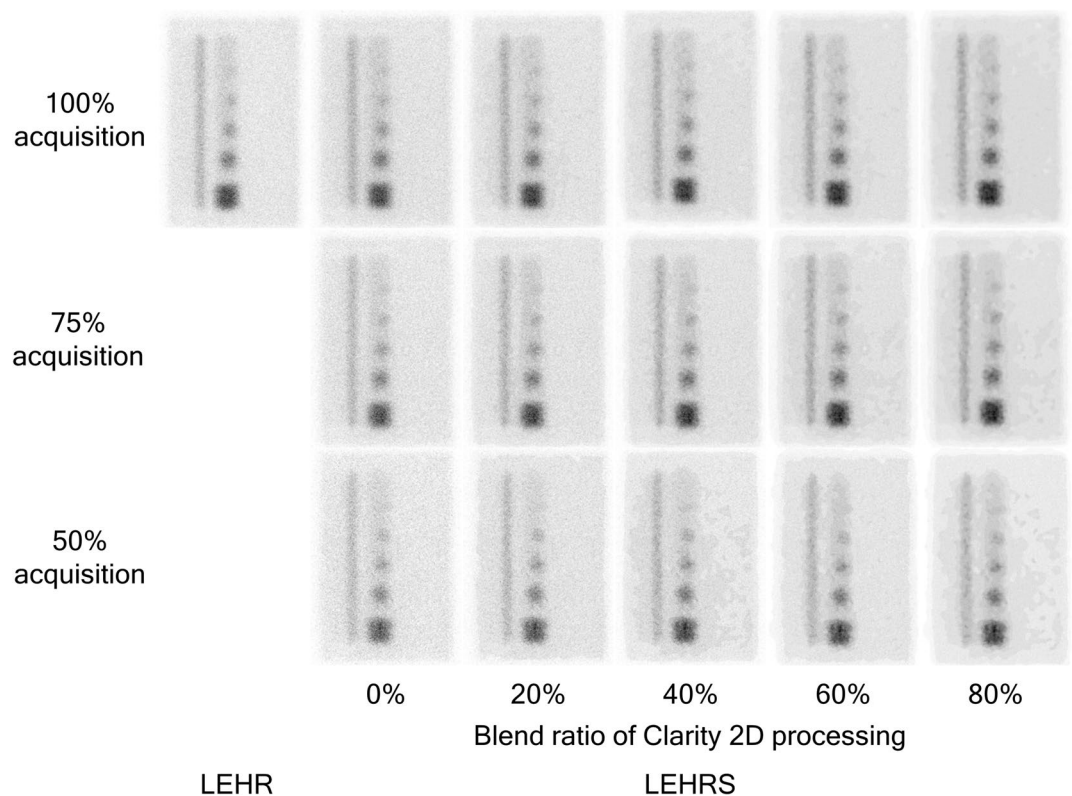 100%
acquisition
75%
acquisition
50%
acquisition
0%
20%
40%
60%
80%
Blend ratio of Clarity 2D processing
LEHR
LEHRS